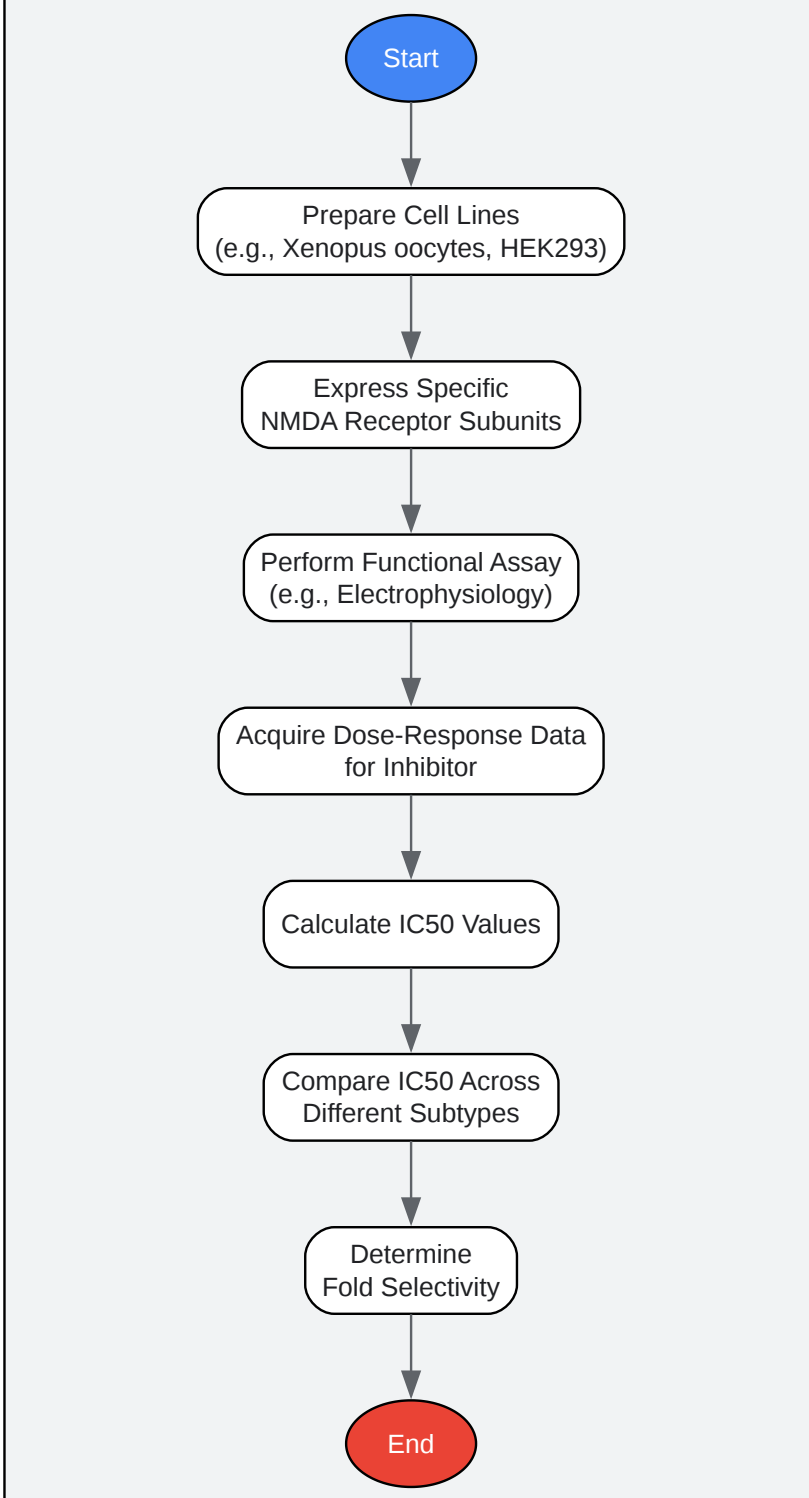 Start
Prepare Cell Lines
(e.g., Xenopus oocytes, HEK293)
Express Specific
NMDA Receptor Subunits
Perform Functional Assay
(e.g., Electrophysiology)
Acquire Dose-Response Data
for Inhibitor
Calculate IC50 Values
Compare IC50 Across
Different Subtypes
Determine
Fold Selectivity
End